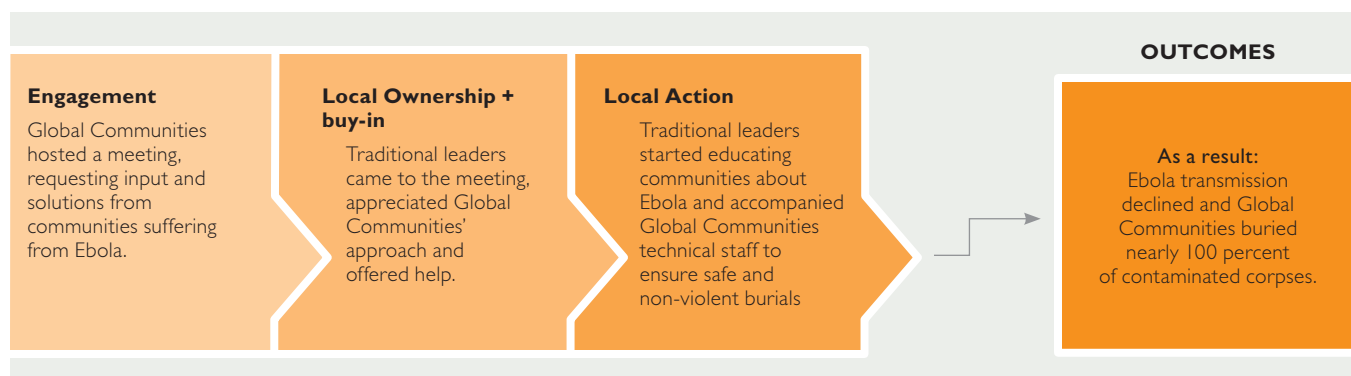 Engagement
Global Communities
hosted a meeting,
requesting input and
solutions from
communities suffering
from Ebola.
Local Ownership +
buy-in
Traditional leaders
came to the meeting,
appreciated Global
Communities’
approach and
offered help.
Local Action
Traditional leaders
started educating
communities about
Ebola and accompanied
Global Communities
technical staff to
ensure safe and
non-violent burials
OUTCOMES
As a result:
Ebola transmission
declined and Global
Communities buried
nearly 100 percent
of contaminated corpses.